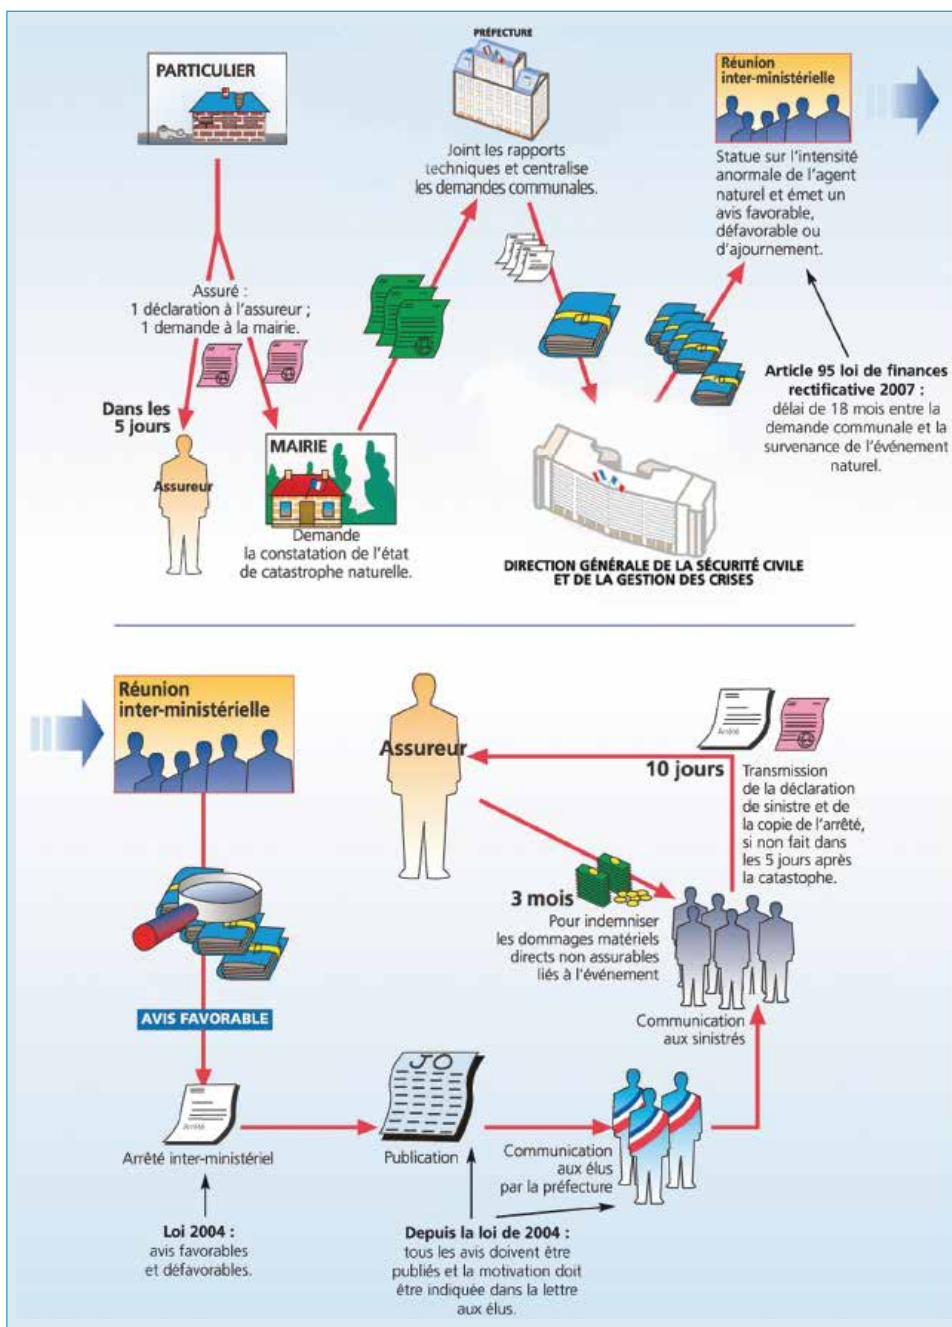 PARTICULIER
PRÉFECTURE
Joint les rapports
techniques et centralise
les demandes communales.
Réunion
inter-ministérielle
Statue sur l'intensité
anormale de l'agent
naturel et émet un
avis favorable,
défavorable ou
d'ajournement.
Assuré :
1 déclaration à l'assureur ;
1 demande à la mairie.
Dans les
5 jours
Assureur
MAIRIE
Demande
la constatation de l'état
de catastrophe naturelle.
Article 95 loi de finances
rectificative 2007 :
délai de 18 mois entre la
demande communale et la
survenance de l'événement
naturel.
DIRECTION GÉNÉRALE DE LA SÉCURITÉ CIVILE
ET DE LA GESTION DES CRISES
Réunion
inter-ministérielle
Assureur
Arrêté
10 jours
Transmission
de la déclaration
de sinistre et de
la copie de l'arrêté,
si non fait dans
les 5 jours après
la catastrophe.
3 mois
Pour indemniser
les dommages matériels
directs non assurables
liés à l'événement
Communication
aux sinistrés
AVIS FAVORABLE
Arrêté
Arrêté inter-ministériel
JO
Publication
Communication
aux élus
par la préfecture
Loi 2004 :
avis favorables
et défavorables.
Depuis la loi de 2004 :
tous les avis doivent être
publiés et la motivation doit
être indiquée dans la lettre
aux élus.